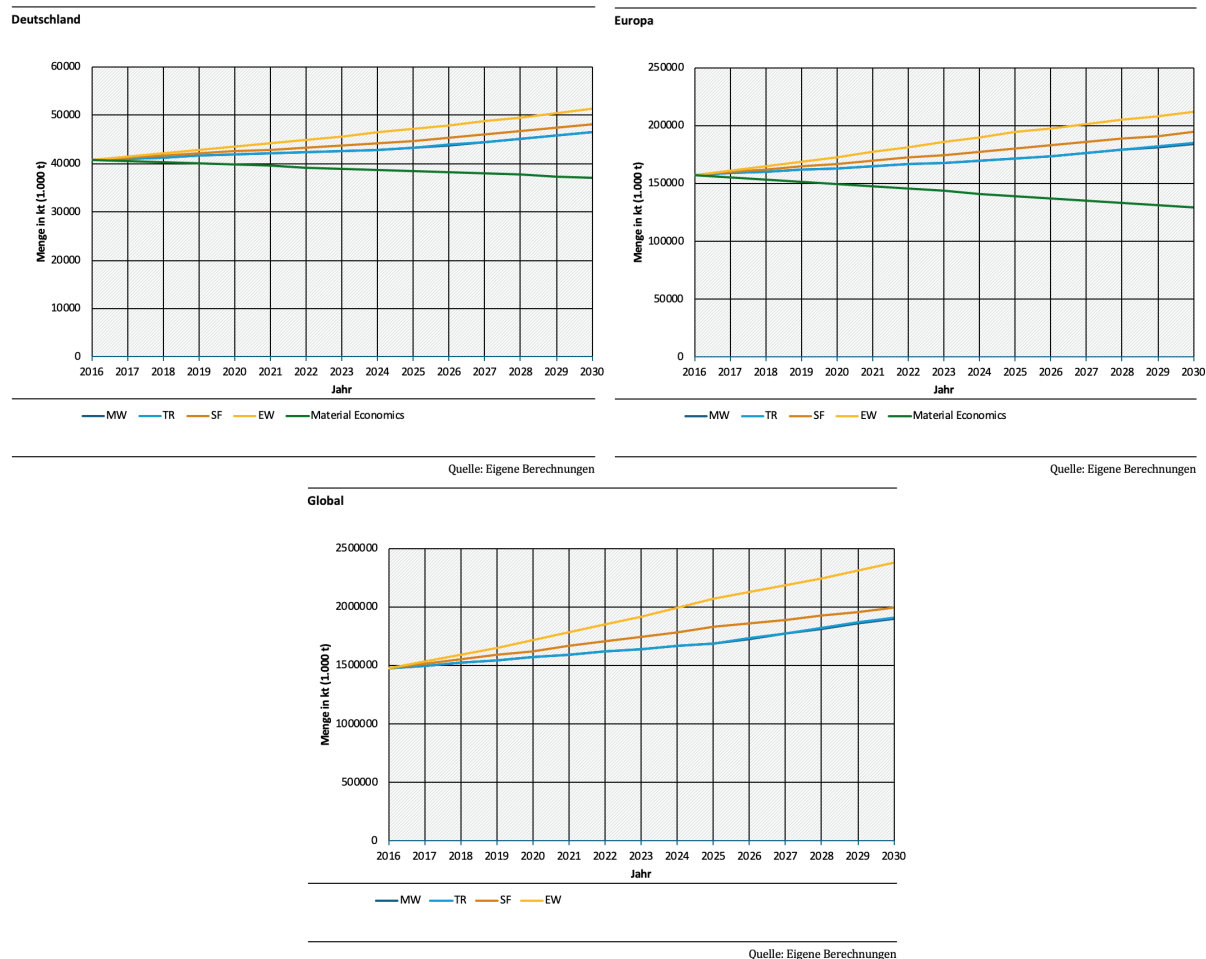 Deutschland
60000
50000
40000
30000
20000
10000
0
Menge in kt (1.000 t)
2016 2017 2018 2019 2020 2021 2022 2023 2024 2025 2026 2027 2028 2029 2030
Jahr
MW TR SF EW Material Economics
Quelle: Eigene Berechnungen
Europa
250000
200000
150000
100000
50000
0
Menge in kt (1.000 t)
2016 2017 2018 2019 2020 2021 2022 2023 2024 2025 2026 2027 2028 2029 2030
Jahr
MW TR SF EW Material Economics
Quelle: Eigene Berechnungen
Global
2500000
2000000
1500000
1000000
500000
0
Menge in kt (1.000 t)
2016 2017 2018 2019 2020 2021 2022 2023 2024 2025 2026 2027 2028 2029 2030
Jahr
MW TR SF EW
Quelle: Eigene Berechnungen